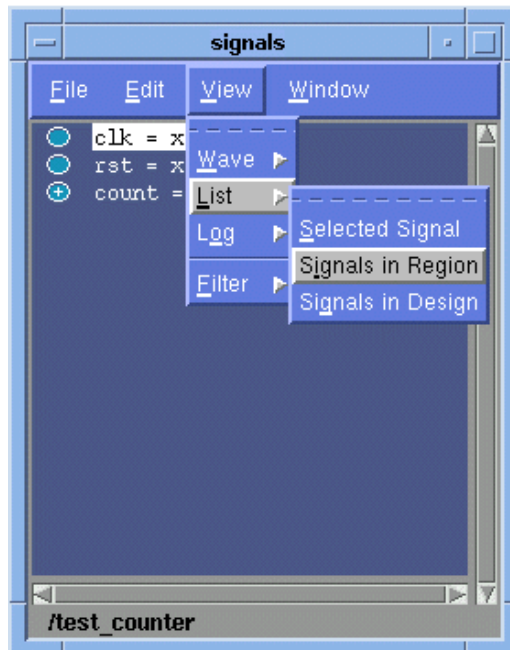 signals
File Edit View Window
clk = x
rst = x
count =
Wave
List
Log
Filter
Selected Signal
Signals in Region
Signals in Design
/test_counter